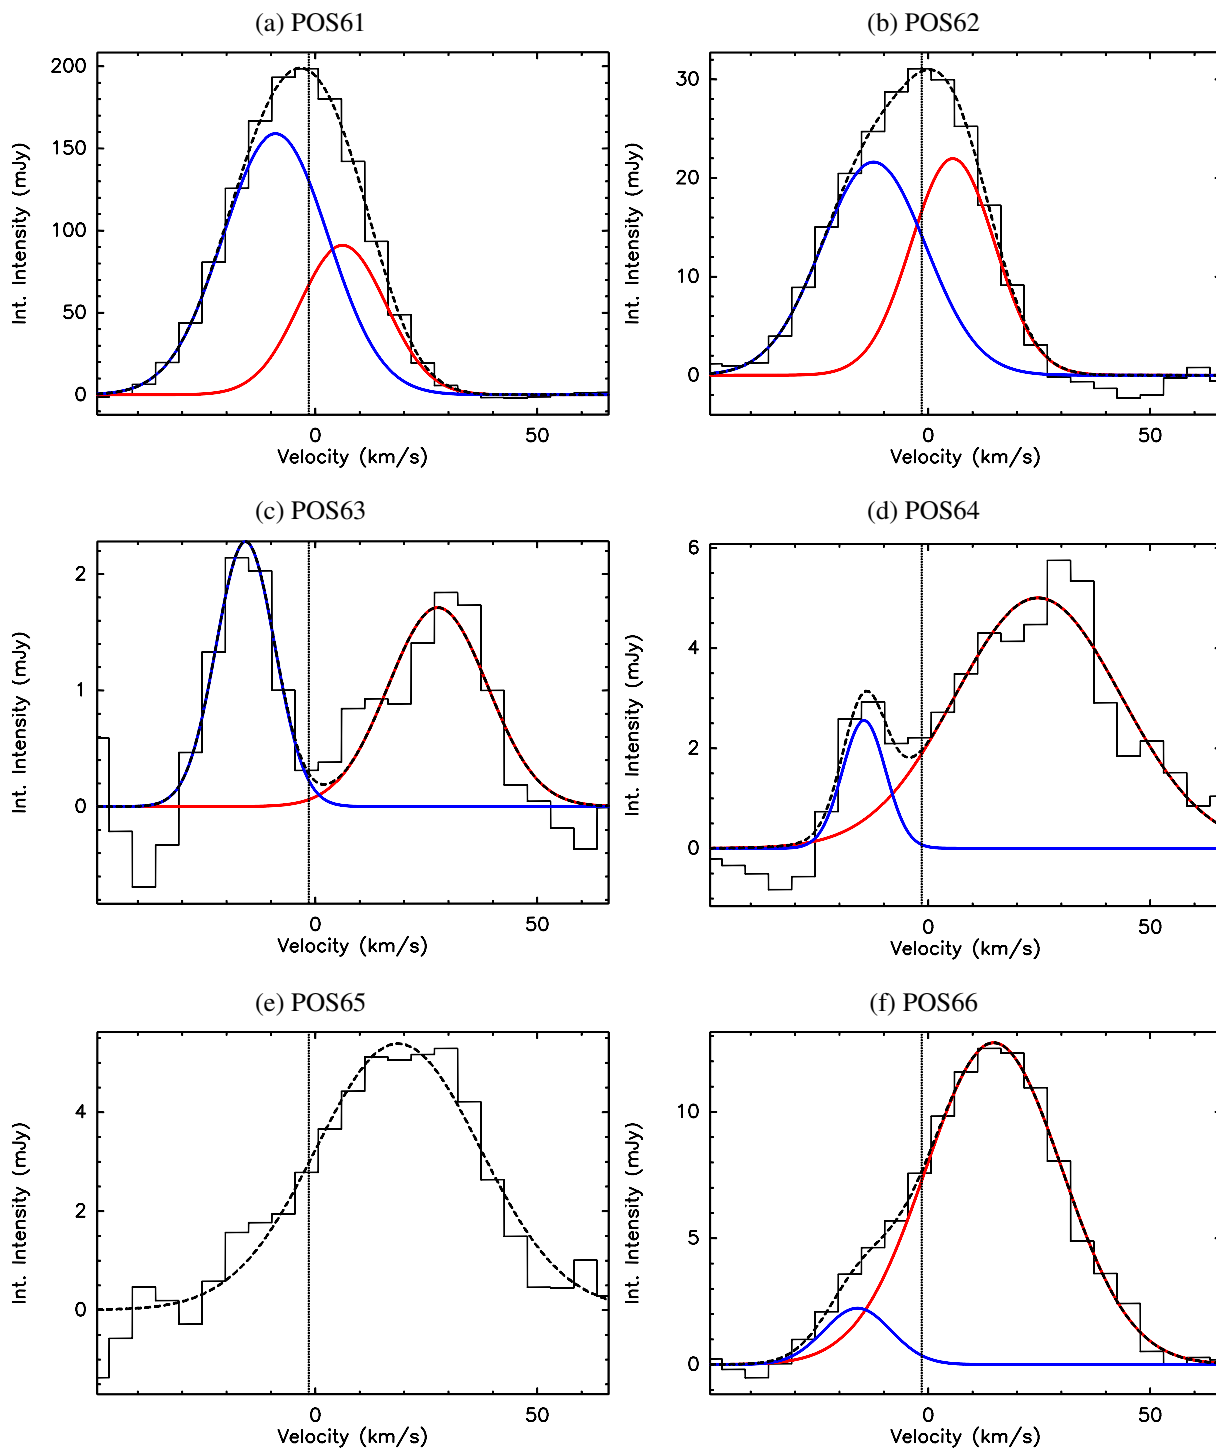 (a) POS61
(b) POS62
200
150
100
50
0
Int. Intensity (mJy)
0
50
Velocity (km/s)
30
20
10
0
Int. Intensity (mJy)
0
50
Velocity (km/s)
(c) POS63
(d) POS64
2
1
0
Int. Intensity (mJy)
0
50
Velocity (km/s)
6
4
2
0
Int. Intensity (mJy)
0
50
Velocity (km/s)
(e) POS65
(f) POS66
4
2
0
Int. Intensity (mJy)
0
50
Velocity (km/s)
10
5
0
Int. Intensity (mJy)
0
50
Velocity (km/s)